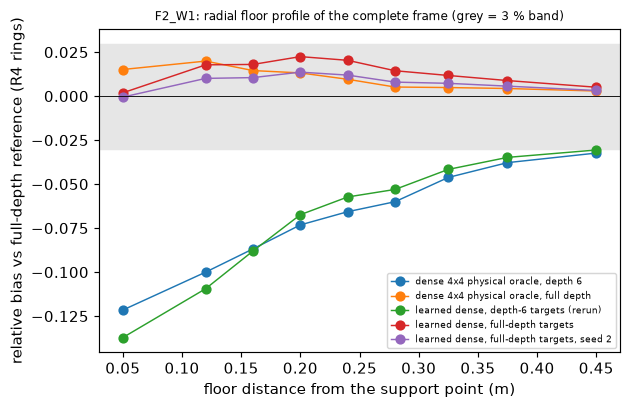 F2_W1: radial floor profile of the complete frame (grey = 3 % band)
relative bias vs full-depth reference (R4 rings)
0.025
0.000
−0.025
−0.050
−0.075
−0.100
−0.125
dense 4x4 physical oracle, depth 6
dense 4x4 physical oracle, full depth
learned dense, depth-6 targets (rerun)
learned dense, full-depth targets
learned dense, full-depth targets, seed 2
0.05 0.10 0.15 0.20 0.25 0.30 0.35 0.40 0.45
floor distance from the support point (m)